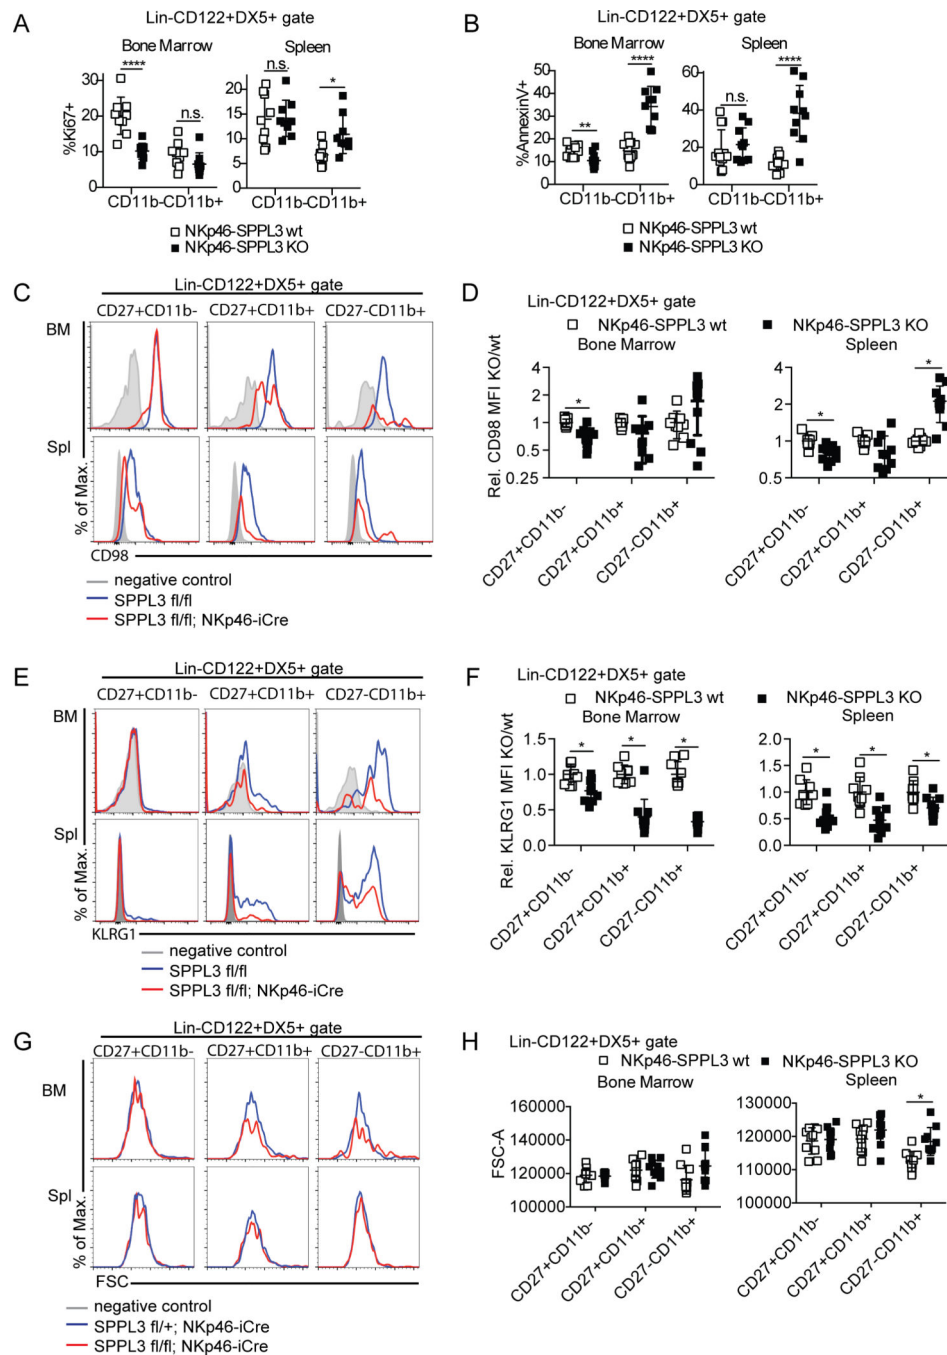 A
Lin-CD122+DX5+ gate
Bone Marrow
Spleen
%Ki67+
30
20
10
0
****
n.s.
25
20
15
10
5
0
n.s.
*
CD11b-CD11b+
CD11b-CD11b+
NKp46-SPPL3 wt
NKp46-SPPL3 KO
B
Lin-CD122+DX5+ gate
Bone Marrow
Spleen
%AnnexinV+
50
40
30
20
10
0
**
****
60
40
20
0
n.s.
****
CD11b-CD11b+
CD11b-CD11b+
NKp46-SPPL3 wt
NKp46-SPPL3 KO
C
Lin-CD122+DX5+ gate
CD27+CD11b-
CD27+CD11b+
CD27-CD11b+
BM
Spl
% of Max.
CD98
negative control
SPPL3 fl/fl
SPPL3 fl/fl; NKp46-iCre
D
Lin-CD122+DX5+ gate
NKp46-SPPL3 wt
NKp46-SPPL3 KO
Bone Marrow
Spleen
Rel. CD98 MFI KO/wt
4
2
1
0.5
0.25
*
4
2
1
0.5
*
*
CD27+CD11b-
CD27+CD11b+
CD27-CD11b+
CD27+CD11b-
CD27+CD11b+
CD27-CD11b+
E
Lin-CD122+DX5+ gate
CD27+CD11b-
CD27+CD11b+
CD27-CD11b+
BM
Spl
% of Max.
KLRG1
negative control
SPPL3 fl/fl
SPPL3 fl/fl; NKp46-iCre
F
Lin-CD122+DX5+ gate
NKp46-SPPL3 wt
NKp46-SPPL3 KO
Bone Marrow
Spleen
Rel. KLRG1 MFI KO/wt
1.5
1.0
0.5
0.0
*
*
*
2.0
1.5
1.0
0.5
0.0
*
*
*
CD27+CD11b-
CD27+CD11b+
CD27-CD11b+
CD27+CD11b-
CD27+CD11b+
CD27-CD11b+
G
Lin-CD122+DX5+ gate
CD27+CD11b-
CD27+CD11b+
CD27-CD11b+
BM
Spl
% of Max.
FSC
negative control
SPPL3 fl/+; NKp46-iCre
SPPL3 fl/fl; NKp46-iCre
H
Lin-CD122+DX5+ gate
NKp46-SPPL3 wt
NKp46-SPPL3 KO
Bone Marrow
Spleen
FSC-A
160000
140000
120000
100000
130000
120000
110000
100000
*
CD27+CD11b-
CD27+CD11b+
CD27-CD11b+
CD27+CD11b-
CD27+CD11b+
CD27-CD11b+